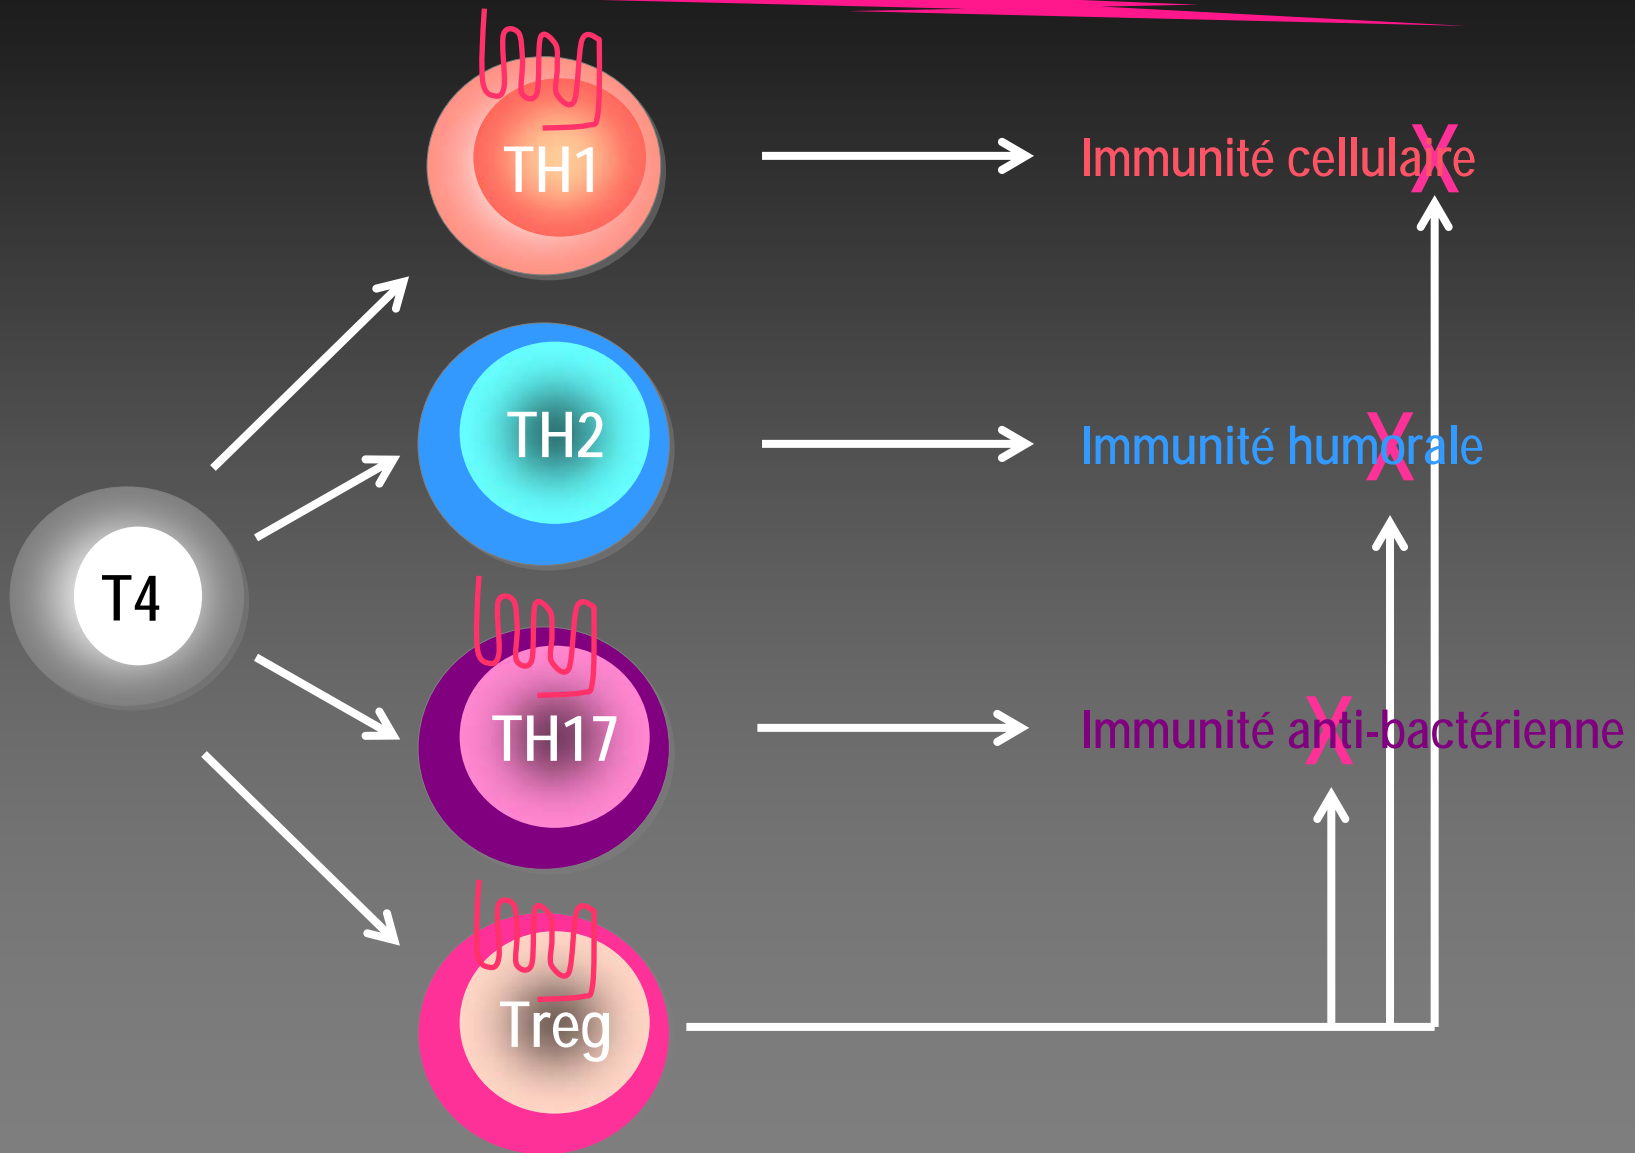 TH1
Immunité cellulaire
X
TH2
Immunité humorale
X
T4
TH17
Immunité anti-bactérienne
X
Treg